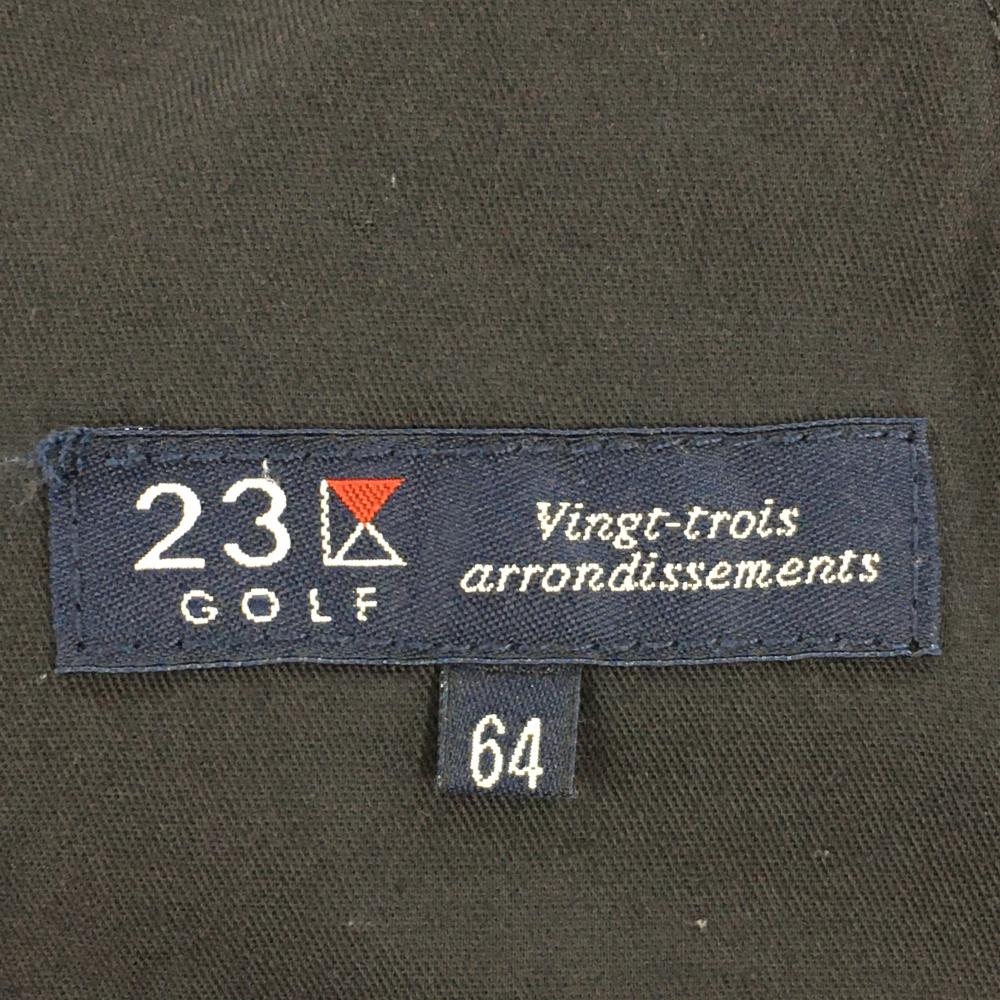 23
GOLF
Vingt-trois
arrondissements
64